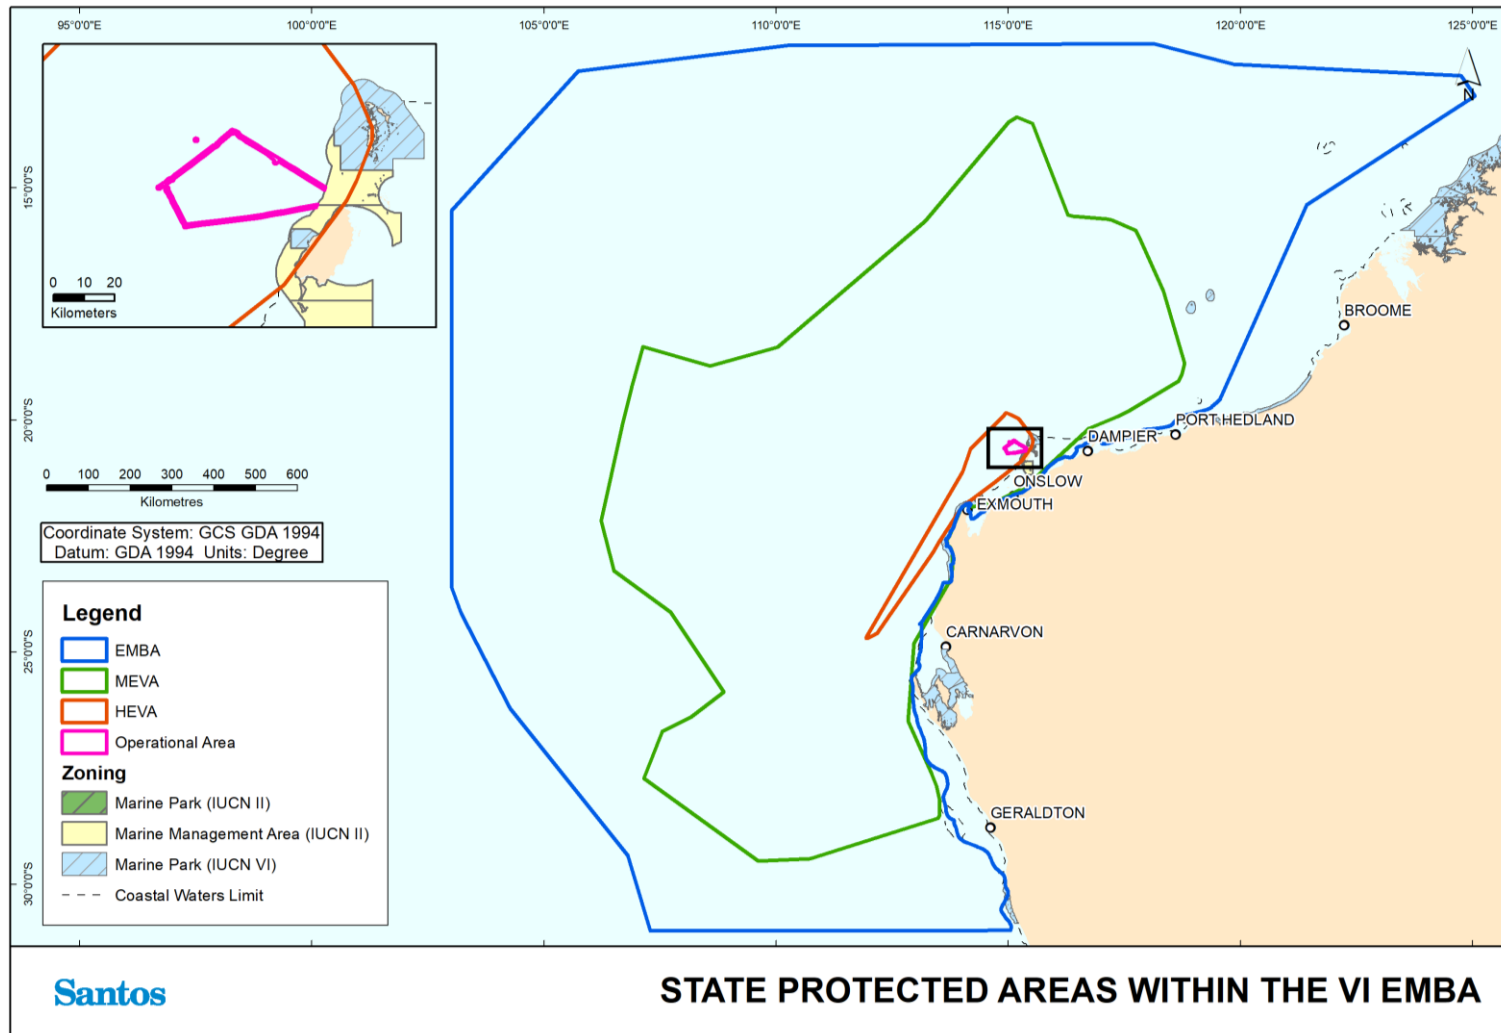 95°0'0"E
100°0'0"E
105°0'0"E
110°0'0"E
115°0'0"E
120°0'0"E
125°0'0"E
15°0'0"S
20°0'0"S
25°0'0"S
30°0'0"S
N
0 10 20
Kilometers
BROOME
PORT HEDLAND
DAMPIER
ONSLOW
EXMOUTH
CARNARVON
GERALDTON
0 100 200 300 400 500 600
Kilometres
Coordinate System: GCS GDA 1994
Datum: GDA 1994 Units: Degree
Legend
EMBA
MEVA
HEVA
Operational Area
Zoning
Marine Park (IUCN II)
Marine Management Area (IUCN II)
Marine Park (IUCN VI)
Coastal Waters Limit
Santos
STATE PROTECTED AREAS WITHIN THE VI EMBA